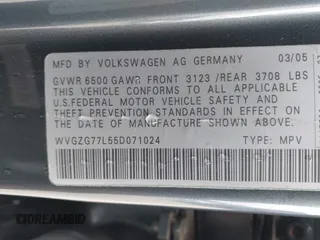 MFD BY VOLKSWAGEN AG GERMANY 03/05
GVWR 6500 GAWR FRONT 3123 /REAR 3708 LBS
THIS VEHICLE CONFORMS TO ALL APPLICABLE
U.S.FEDERAL MOTOR VEHICLE SAFETY AND
THEFT PREVENTION STANDARDS IN EFFECT ON
DATE OF MANUFACTURE SHOWN ABOVE.
WVGZG77L55D071024 TYPE: MPV
©IDREAMBID